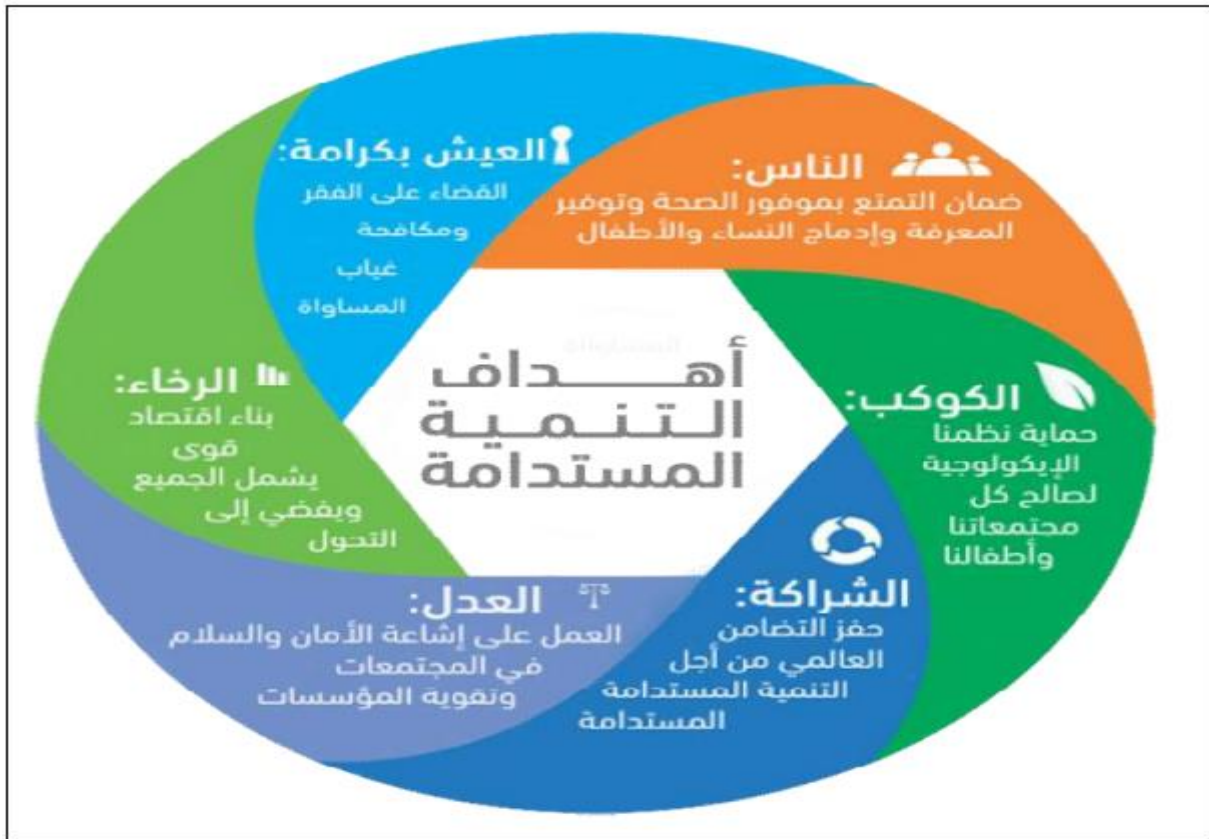 أهداف
التنمية
المستدامة
العيش بكرامة:
القضاء على الفقر
ومكافحة
غياب
المساواة
الناس:
ضمان التمتع بموفور الصحة وتوفير
المعرفة وإدماج النساء والأطفال
الكوكب:
حماية نظمنا
الإيكولوجية
لصالح كل
مجتمعاتنا
وأطفالنا
الشراكة:
حفز التضامن
العالمي من أجل
التنمية المستدامة
المستدامة
العدل:
العمل على إشاعة الأمان والسلام
في المجتمعات
وتقوية المؤسسات
الرخاء:
بناء اقتصاد
قوى
يشمل الجميع
ويفضي إلى
التحول